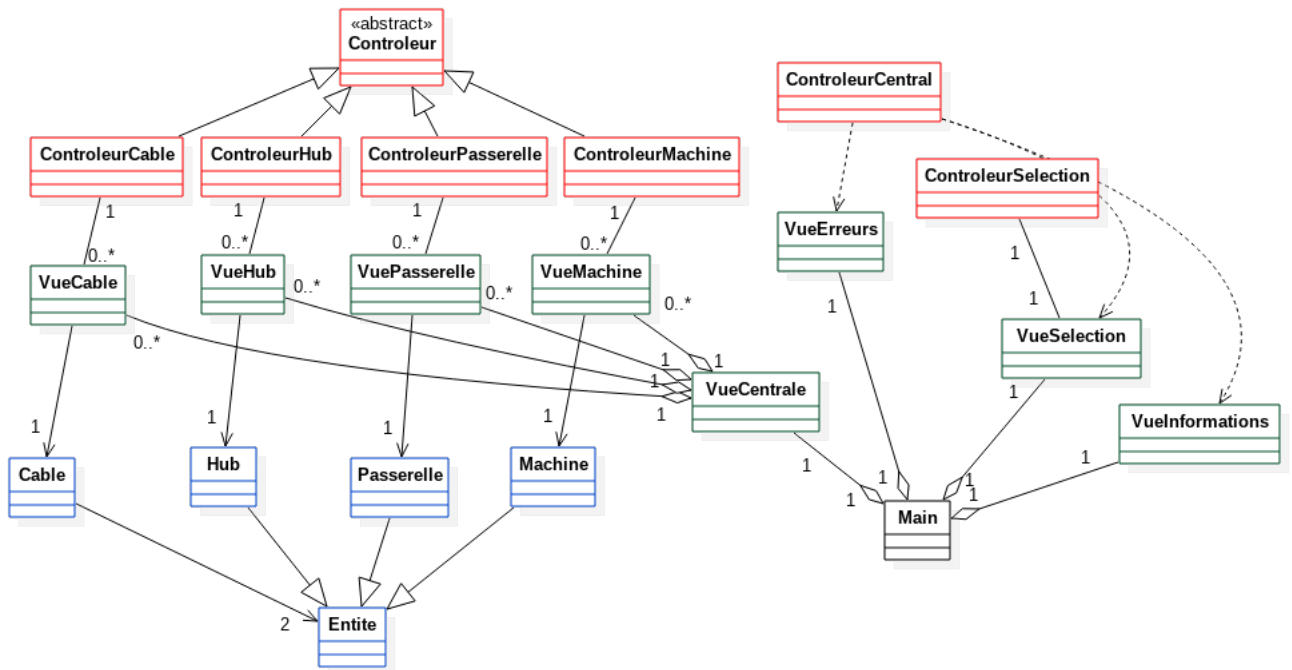 «abstract»
Controleur
ControleurCentral
ControleurCable
ControleurHub
ControleurPasserelle
ControleurMachine
ControleurSelection
1
1
1
1
0..*
0..*
0..*
0..*
VueErreurs
VueCable
VueHub
VuePasserelle
VueMachine
1
0..*
0..*
0..*
0..*
1
1
VueSelection
1
1
1
1
VueCentrale
1
VueInformations
1
1
1
1
1
1
1
1
1
1
1
Cable
Hub
Passerelle
Machine
Main
2
Entite